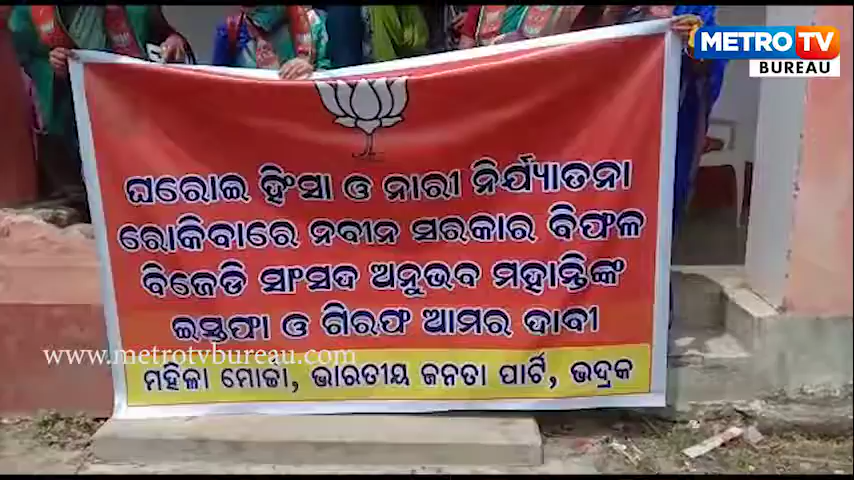 METRO TV
BUREAU
ଘରୋଇ ହିଂସା ଓ ନାରୀ ନିର୍ଯ୍ୟାତନା
ରୋକିବାରେ ନବୀନ ସରକାର ବିଫଳ
ବିଜେଡି ସାଂସଦ ଅନୁଭବ ମହାନ୍ତିଙ୍କ
ଇସ୍ତଫା ଓ ଗିରଫ ଆମର ଦାବୀ
www.metrotvbureau.com
ମହିଳା ମୋର୍ଚ୍ଚା, ଭାରତୀୟ ଜନତା ପାର୍ଟି, ଭଦ୍ରକ